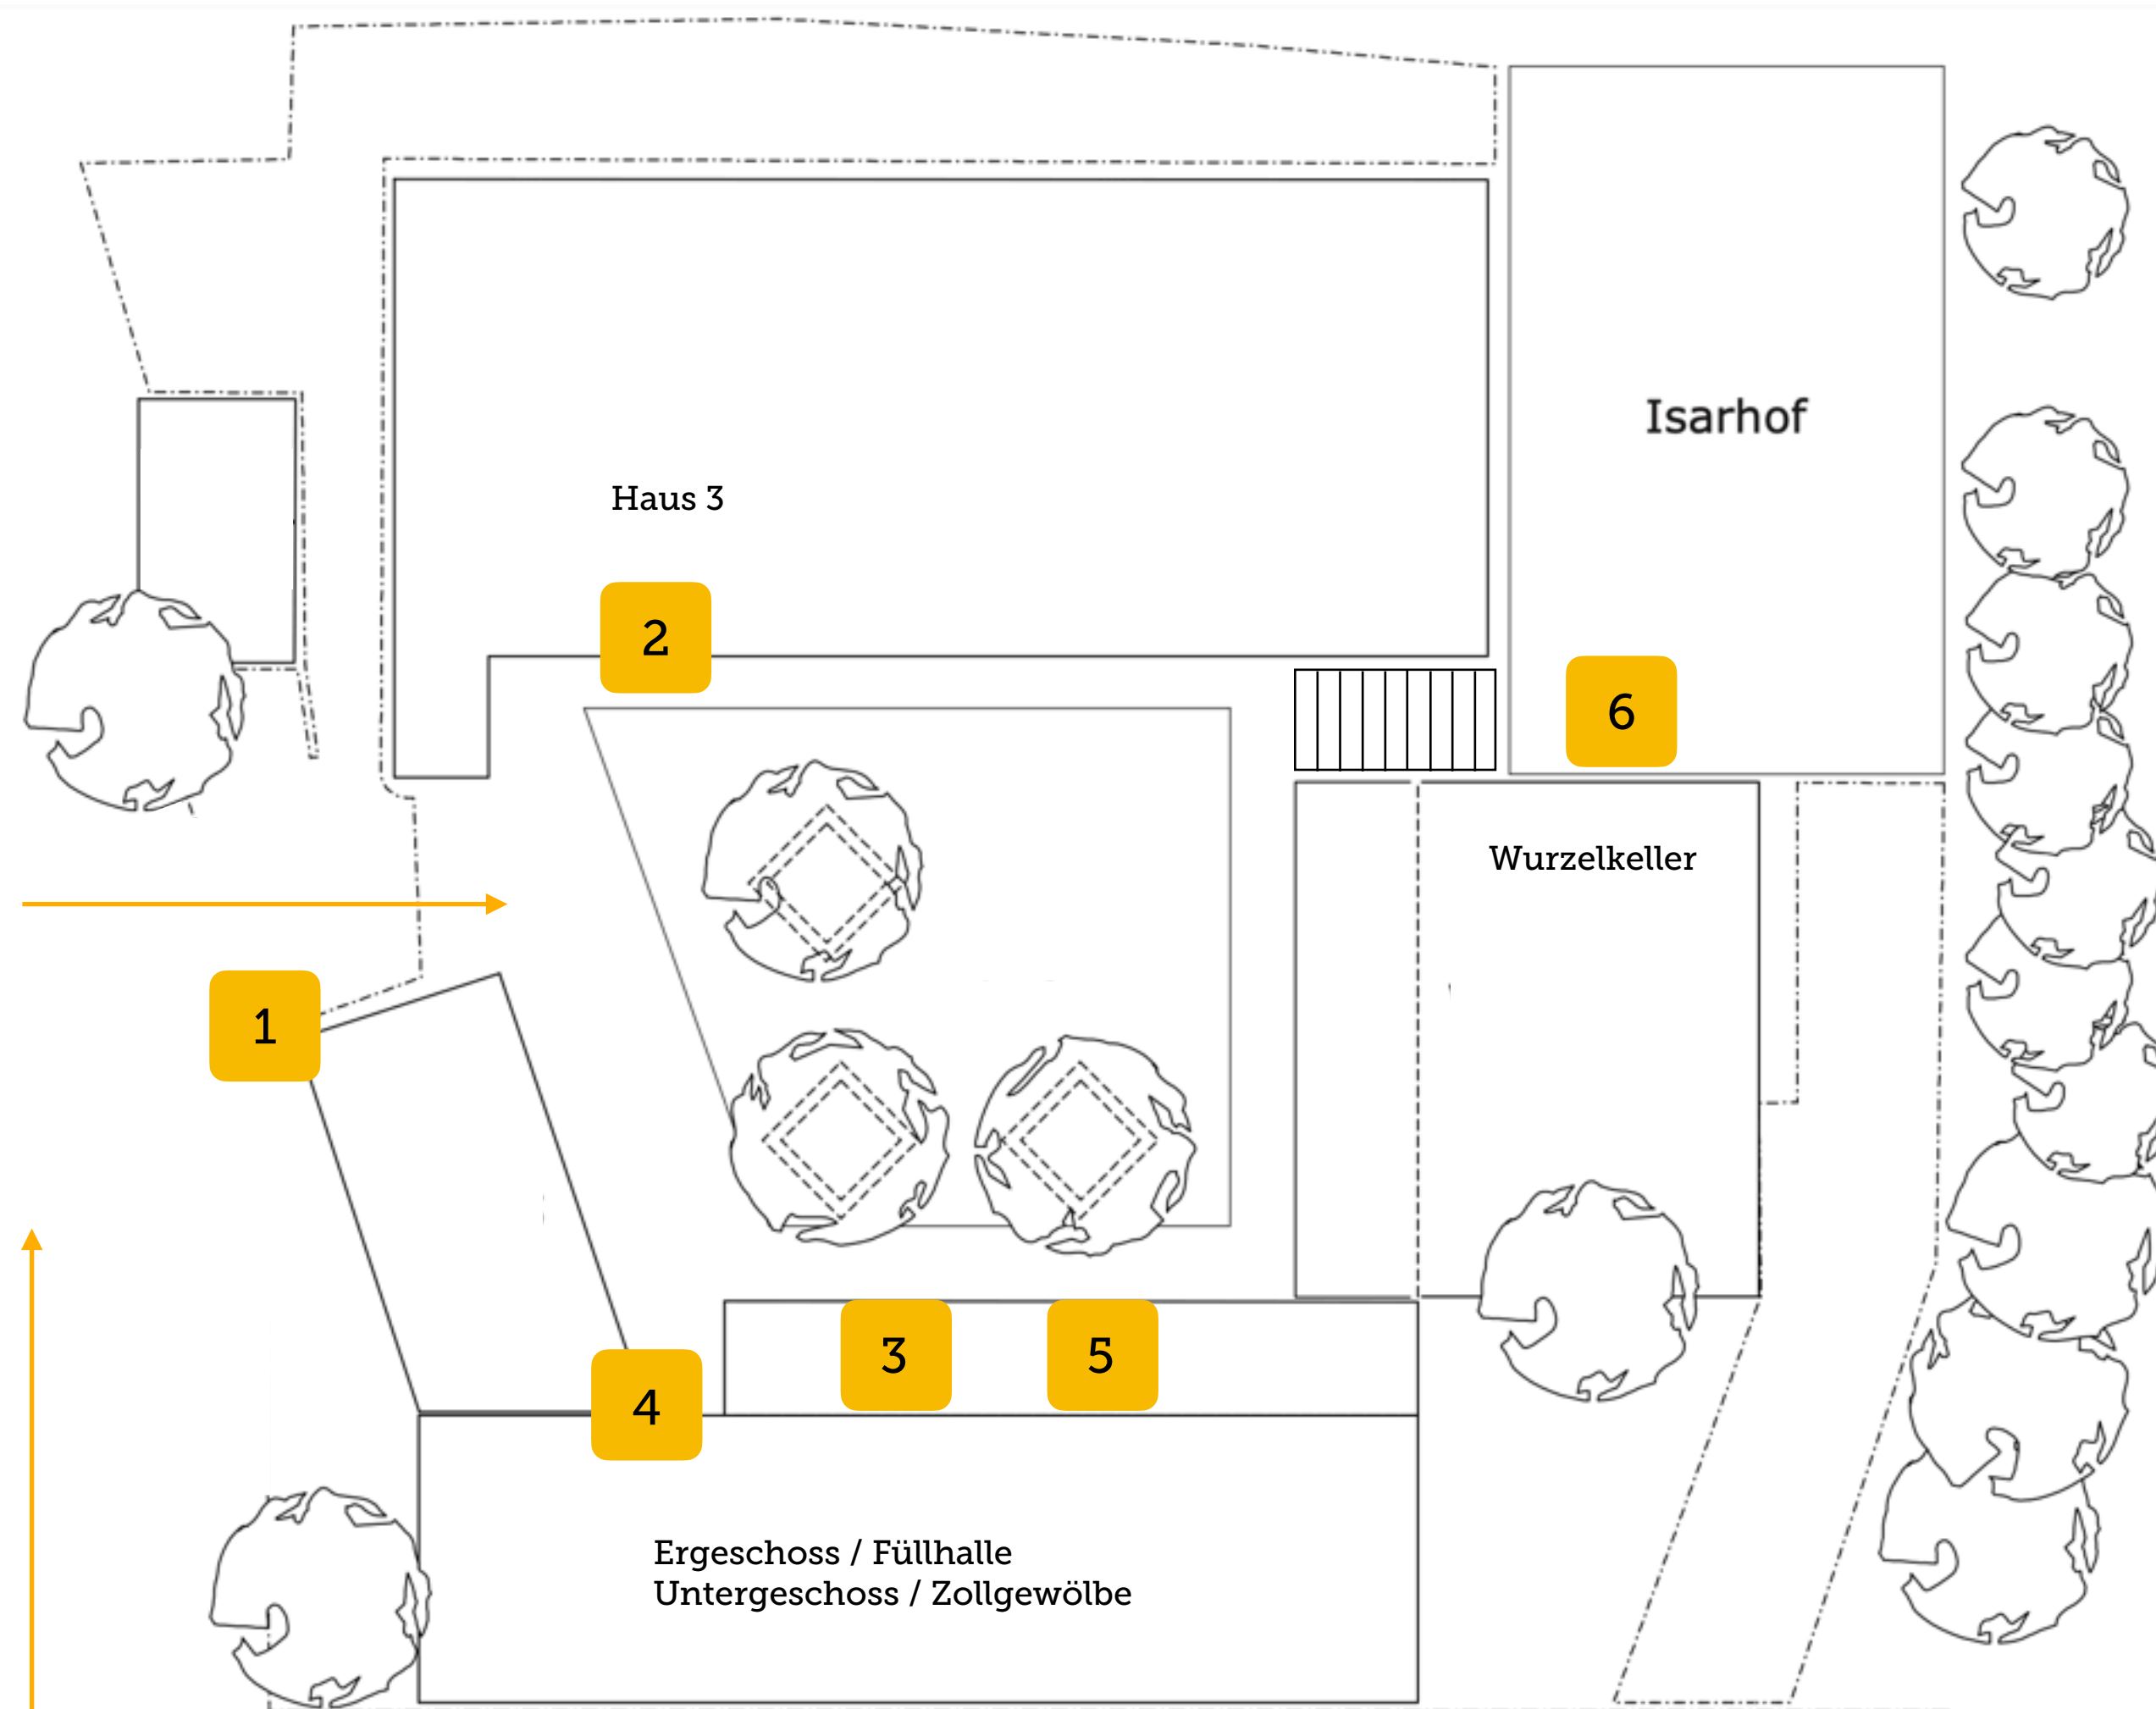 Isarhof
Haus 3
2
6
Wurzelkeller
1
3
5
4
Ergeschoss / Füllhalle
Untergeschoss / Zollgewölbe